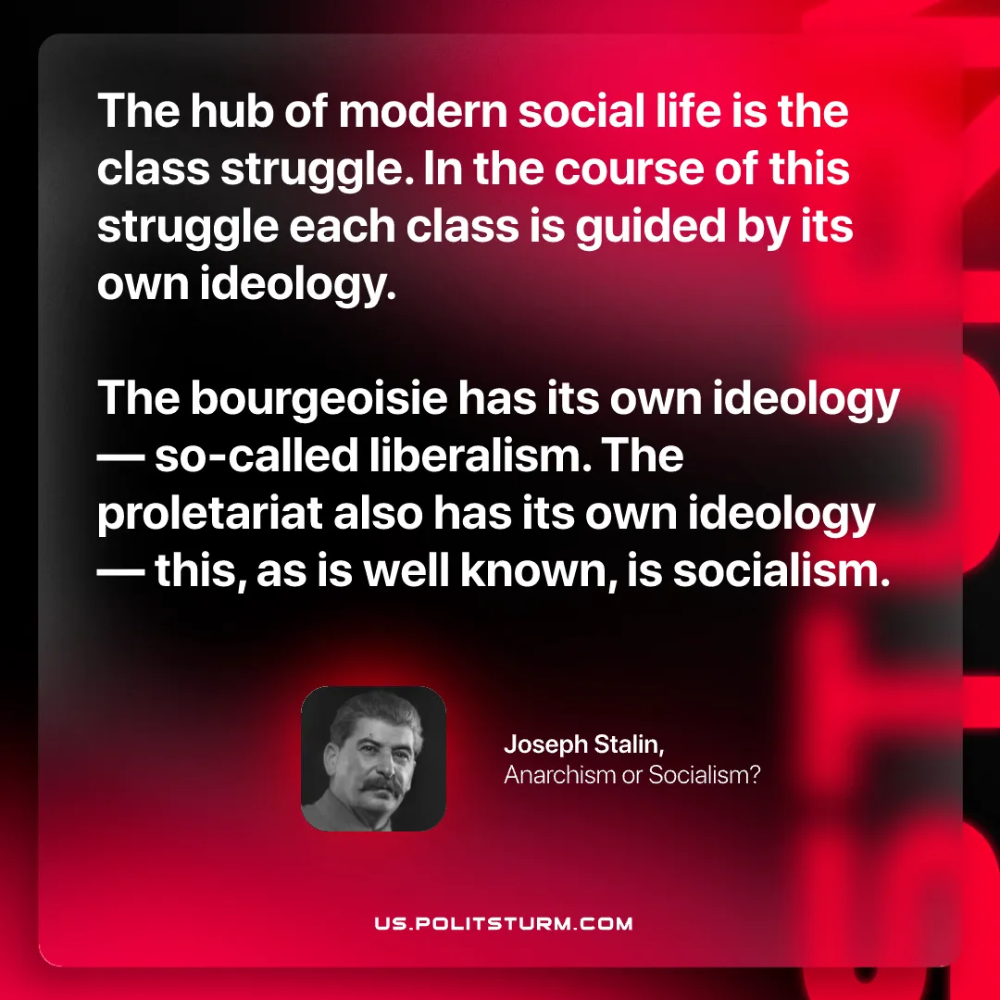 The hub of modern social life is the
class struggle. In the course of this
struggle each class is guided by its
own ideology.
The bourgeoisie has its own ideology
— so-called liberalism. The
proletariat also has its own ideology
— this, as is well known, is socialism.
Joseph Stalin,
Anarchism or Socialism?
US.POLITSTURM.COM